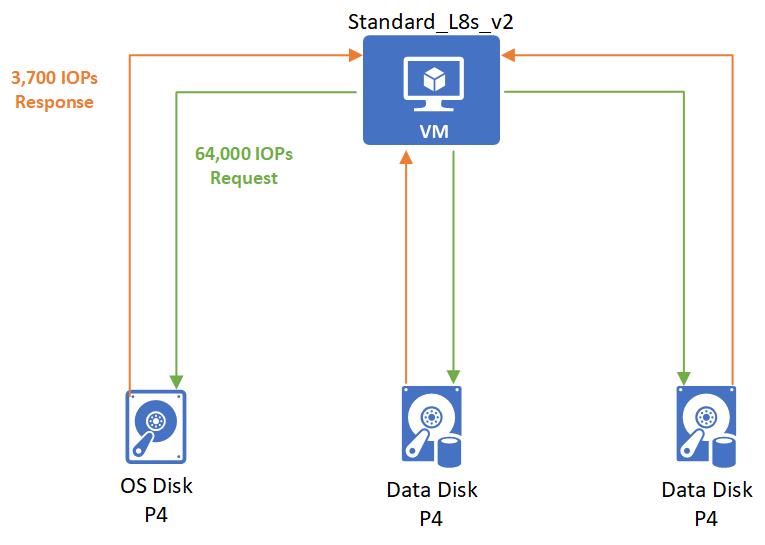 Standard_L8s_v2
3,700 IOPs
Response
VM
64,000 IOPs
Request
OS Disk
P4
Data Disk
P4
Data Disk
P4